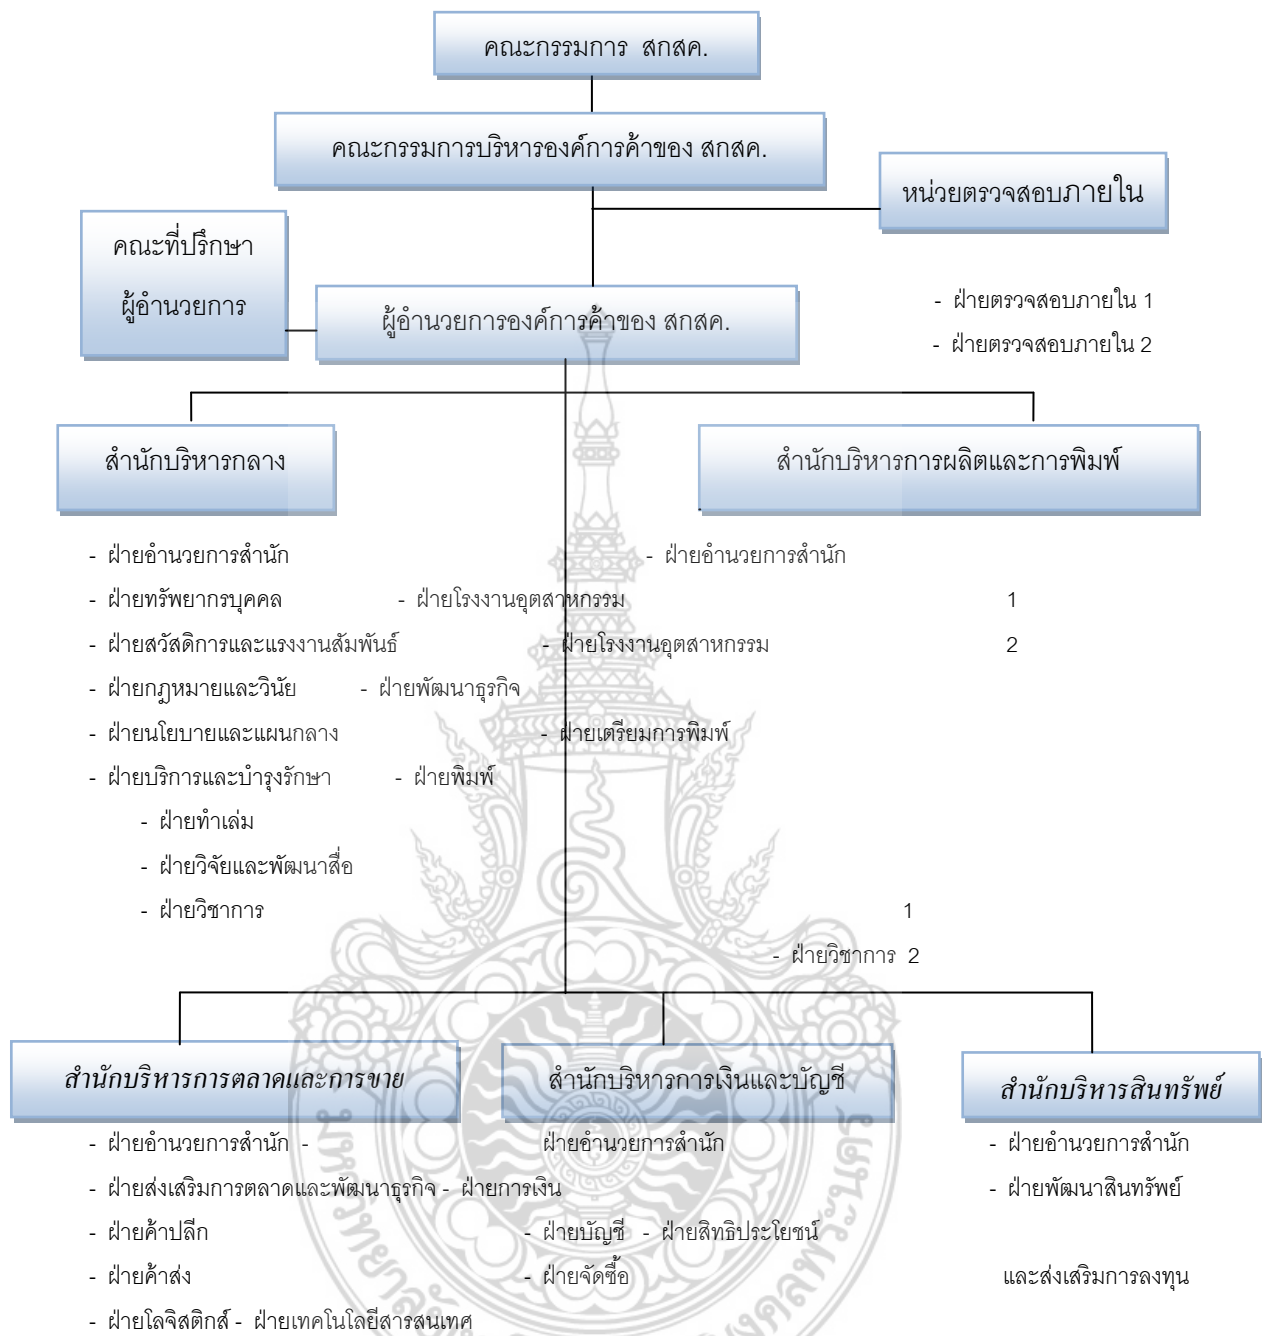 คณะกรรมการ สกสค.
คณะกรรมการบริหารองค์การค้าของ สกสค.
หน่วยตรวจสอบภายใน
คณะที่ปรึกษา
ผู้อำนวยการ
ผู้อำนวยการองค์การค้าของ สกสค.
- ฝ่ายตรวจสอบภายใน 1
- ฝ่ายตรวจสอบภายใน 2
สำนักบริหารกลาง
สำนักบริหารการผลิตและการพิมพ์
- ฝ่ายอำนวยการสำนัก - ฝ่ายอำนวยการสำนัก
- ฝ่ายทรัพยากรบุคคล - ฝ่ายโรงงานอุตสาหกรรม 1
- ฝ่ายสวัสดิการและแรงงานสัมพันธ์ - ฝ่ายโรงงานอุตสาหกรรม 2
- ฝ่ายกฎหมายและวินัย - ฝ่ายพัฒนาธุรกิจ
- ฝ่ายนโยบายและแผนกลาง - ฝ่ายเตรียมการพิมพ์
- ฝ่ายบริการและบำรุงรักษา - ฝ่ายพิมพ์
- ฝ่ายทำเล่ม
- ฝ่ายวิจัยและพัฒนาสื่อ
- ฝ่ายวิชาการ 1
- ฝ่ายวิชาการ 2
สำนักบริหารการตลาดและการขาย
สำนักบริหารการเงินและบัญชี
สำนักบริหารสินทรัพย์
- ฝ่ายอำนวยการสำนัก - ฝ่ายอำนวยการสำนัก - ฝ่ายอำนวยการสำนัก
- ฝ่ายส่งเสริมการตลาดและพัฒนาธุรกิจ - ฝ่ายการเงิน - ฝ่ายพัฒนาสินทรัพย์
- ฝ่ายค้าปลีก - ฝ่ายบัญชี - ฝ่ายสิทธิประโยชน์
- ฝ่ายค้าส่ง - ฝ่ายจัดซื้อ และส่งเสริมการลงทุน
- ฝ่ายโลจิสติกส์ - ฝ่ายเทคโนโลยีสารสนเทศ